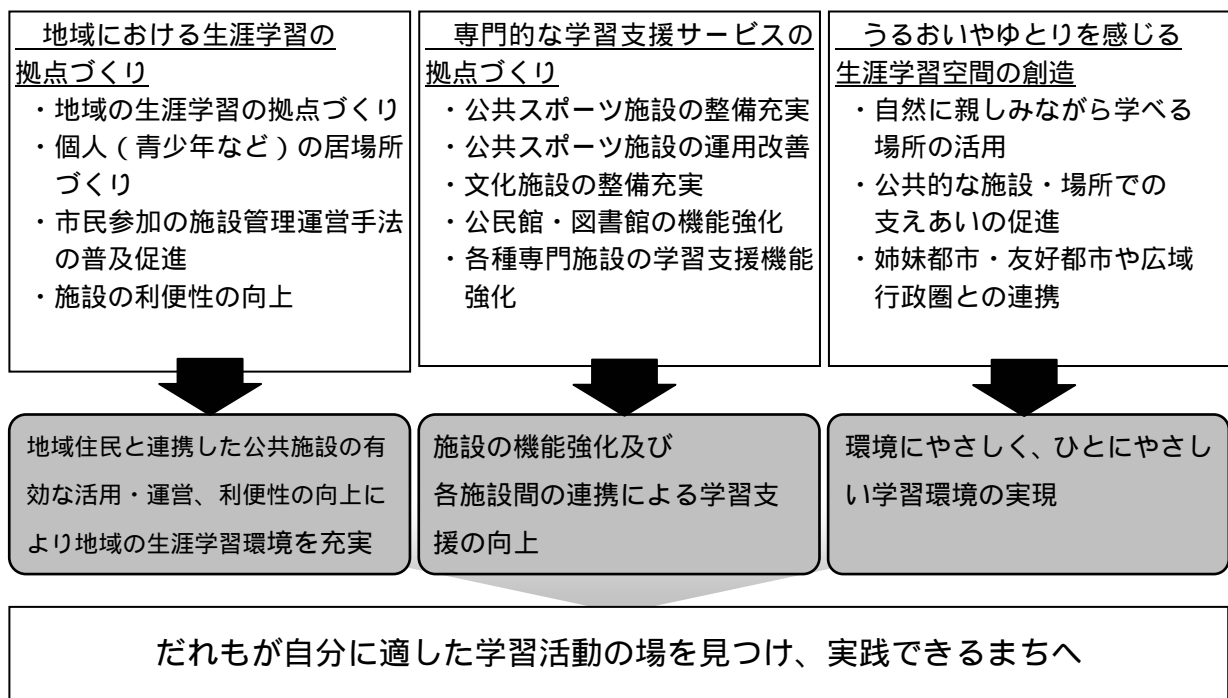 地域における生涯学習の
拠点づくり
・地域の生涯学習の拠点づくり
・個人(青少年など)の居場所
づくり
・市民参加の施設管理運営手法
の普及促進
・施設の利便性の向上
専門的な学習支援サービスの
拠点づくり
・公共スポーツ施設の整備充実
・公共スポーツ施設の運用改善
・文化施設の整備充実
・公民館・図書館の機能強化
・各種専門施設の学習支援機能
強化
うるおいやゆとりを感じる
生涯学習空間の創造
・自然に親しみながら学べる
場所の活用
・公共的な施設・場所での
支えあいの促進
・姉妹都市・友好都市や広域
行政圏との連携
地域住民と連携した公共施設の有
効な活用・運営、利便性の向上に
より地域の生涯学習環境を充実
施設の機能強化及び
各施設間の連携による学習支
援の向上
環境にやさしく、ひとにやさし
い学習環境の実現
だれもが自分に適した学習活動の場を見つけ、実践できるまちへ